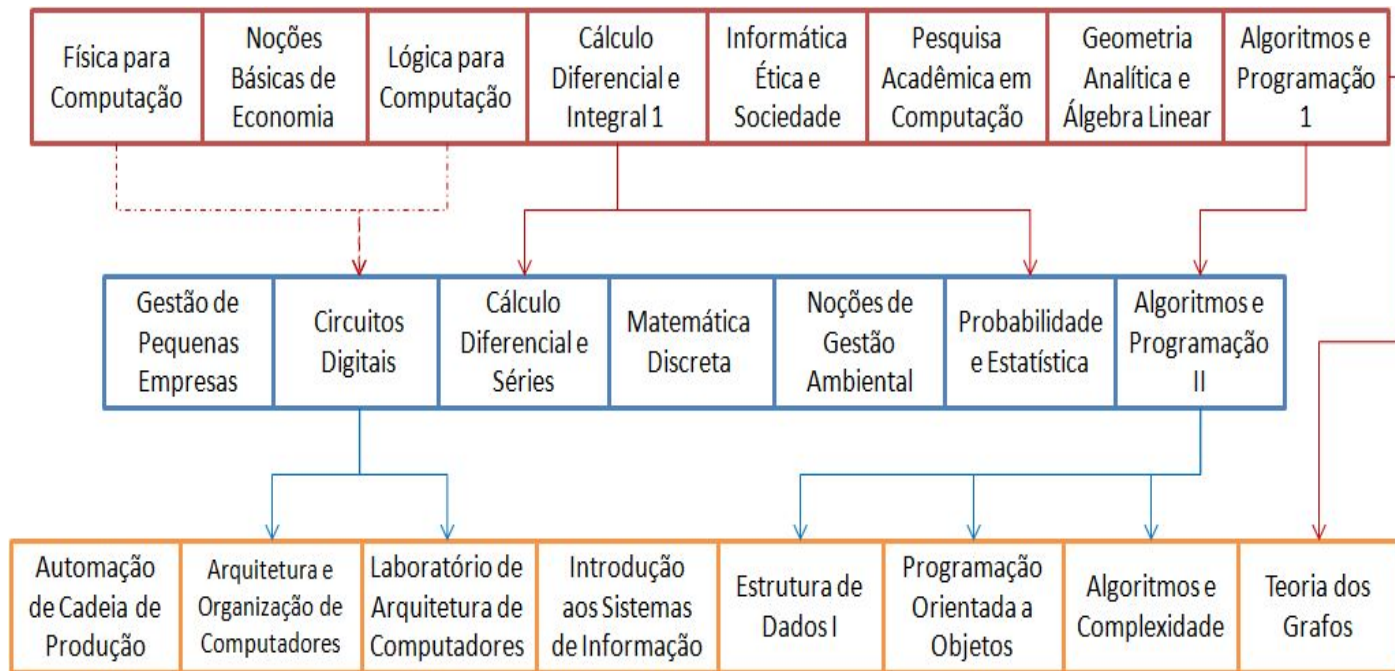 Física para
Computação
Noções
Básicas de
Economia
Lógica para
Computação
Cálculo
Diferencial e
Integral 1
Informática
Ética e
Sociedade
Pesquisa
Acadêmica em
Computação
Geometria
Analítica e
Álgebra Linear
Algoritmos e
Programação
1
Gestão de
Pequenas
Empresas
Circuitos
Digitais
Cálculo
Diferencial e
Séries
Matemática
Discreta
Noções de
Gestão
Ambiental
Probabilidade
e Estatística
Algoritmos e
Programação
II
Automação
de Cadeia de
Produção
Arquitetura e
Organização de
Computadores
Laboratório de
Arquitetura de
Computadores
Introdução
aos Sistemas
de Informação
Estrutura de
Dados I
Programação
Orientada a
Objetos
Algoritmos e
Complexidade
Teoria dos
Grafos